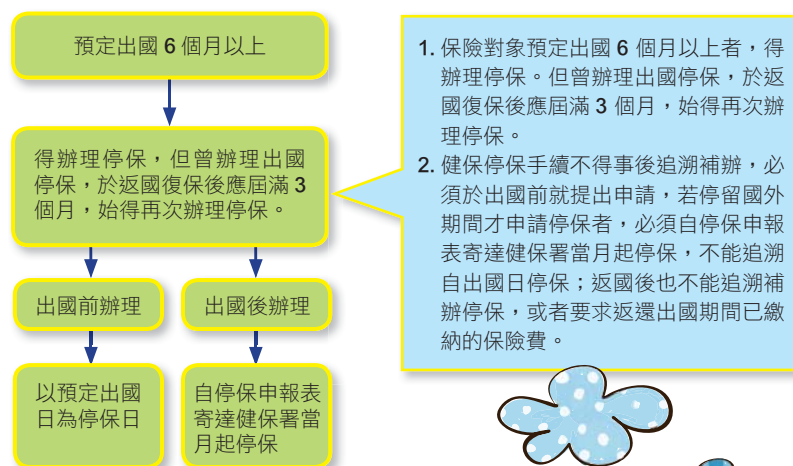 預定出國 6 個月以上
得辦理停保，但曾辦理出國
停保，於返國復保後應屆滿 3
個月，始得再次辦理停保。
出國前辦理
出國後辦理
以預定出國
日為停保日
自停保申報表
寄達健保署當
月起停保
1. 保險對象預定出國 6 個月以上者，得
辦理停保。但曾辦理出國停保，於返
國復保後應屆滿 3 個月，始得再次辦
理停保。
2. 健保停保手續不得事後追溯補辦，必
須於出國前就提出申請，若停留國外
期間才申請停保者，必須自停保申報
表寄達健保署當月起停保，不能追溯
自出國日停保；返國後也不能追溯補
辦停保，或者要求返還出國期間已繳
納的保險費。